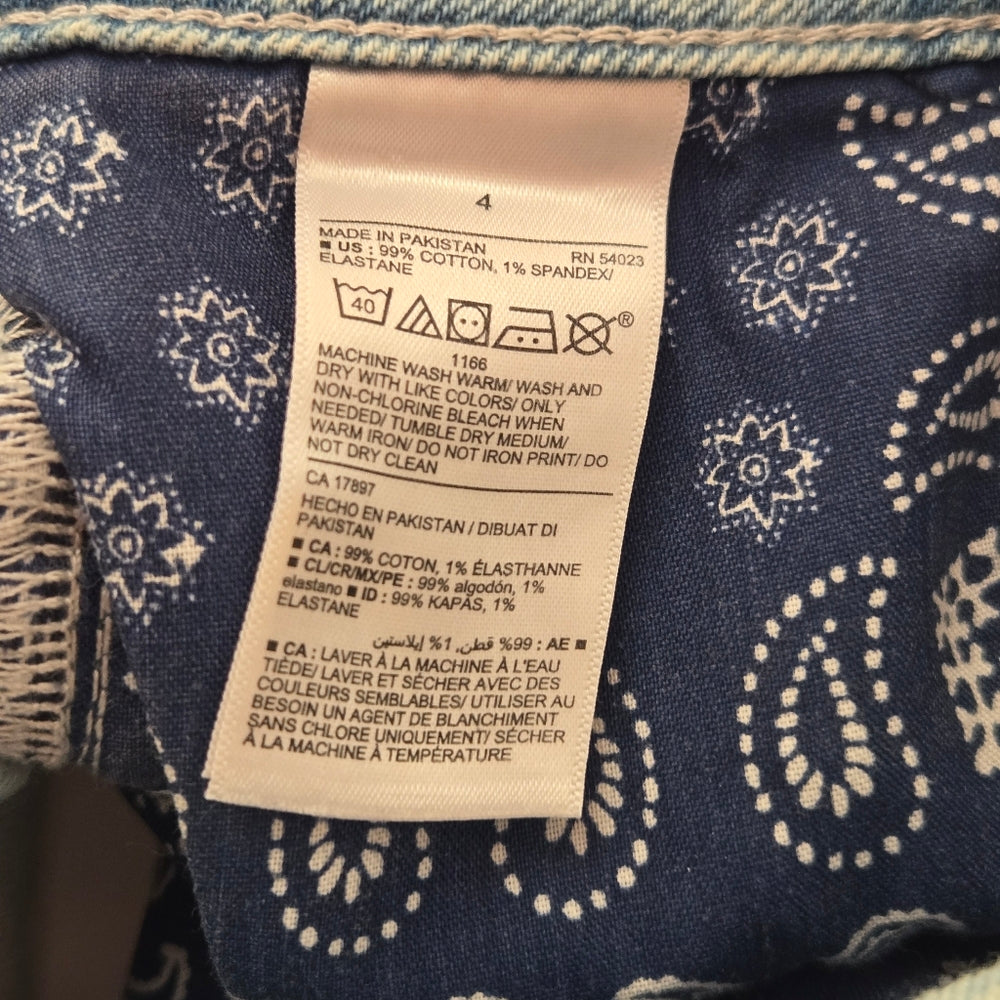 4
MADE IN PAKISTAN RN 54023
■ US : 99% COTTON, 1% SPANDEX/
ELASTANE
40 ®
1166
MACHINE WASH WARM/ WASH AND
DRY WITH LIKE COLORS/ ONLY
NON-CHLORINE BLEACH WHEN
NEEDED/ TUMBLE DRY MEDIUM/
WARM IRON/ DO NOT IRON PRINT/ DO
NOT DRY CLEAN
CA 17897
HECHO EN PAKISTAN / DIBUAT DI
PAKISTAN
■ CA : 99% COTON, 1% ÉLASTHANNE
■ CL/CR/MX/PE : 99% algodón, 1%
elastano ■ ID : 99% KAPAS, 1%
ELASTANE
■ AE : 99% قطن, 1% إيلاستين
■ CA : LAVER À LA MACHINE À L'EAU
TIÈDE/ LAVER ET SÉCHER AVEC DES
COULEURS SEMBLABLES/ UTILISER AU
BESOIN UN AGENT DE BLANCHIMENT
SANS CHLORE UNIQUEMENT/ SÉCHER
À LA MACHINE À TEMPÉRATURE